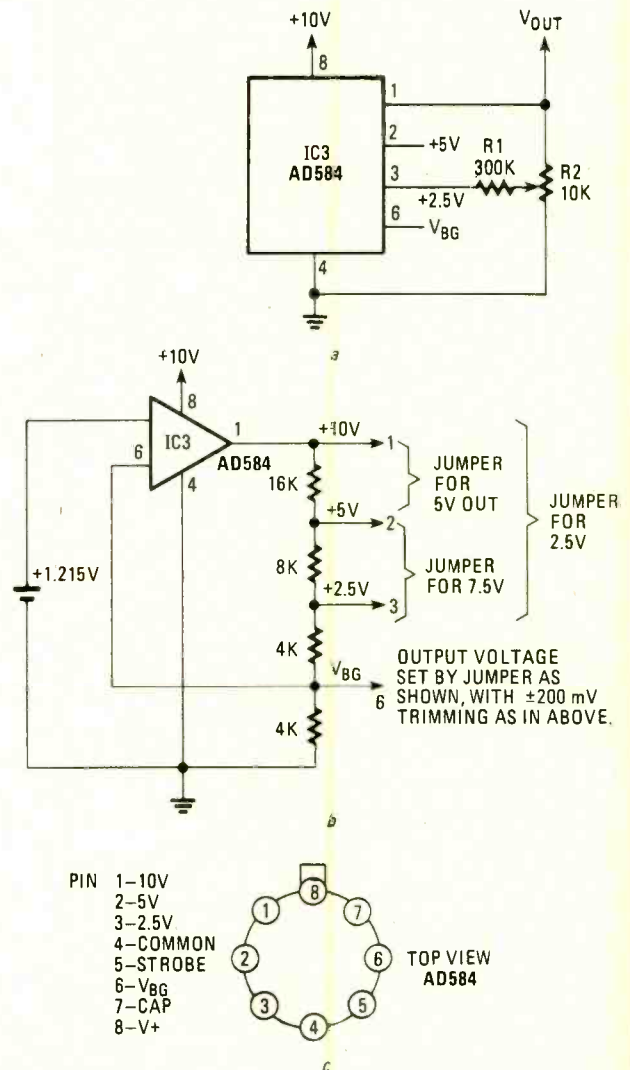 +10V
VOUT
8
1
2
+5V
IC3
AD584
R1
300K
R2
10K
3
+2.5V
6
VBG
4
a
+10V
8
6
IC3
1
AD584
4
+10V
1
16K
JUMPER
FOR
5V OUT
+5V
2
JUMPER
FOR
2.5V
8K
JUMPER
FOR 7.5V
+1.215V
+2.5V
3
4K
VBG
6
OUTPUT VOLTAGE
SET BY JUMPER AS
SHOWN, WITH ±200 mV
TRIMMING AS IN ABOVE.
4K
b
PIN 1–10V
2–5V
3–2.5V
4–COMMON
5–STROBE
6–VBG
7–CAP
8–V+
8
1
7
2
6
3
5
4
TOP VIEW
AD584
c